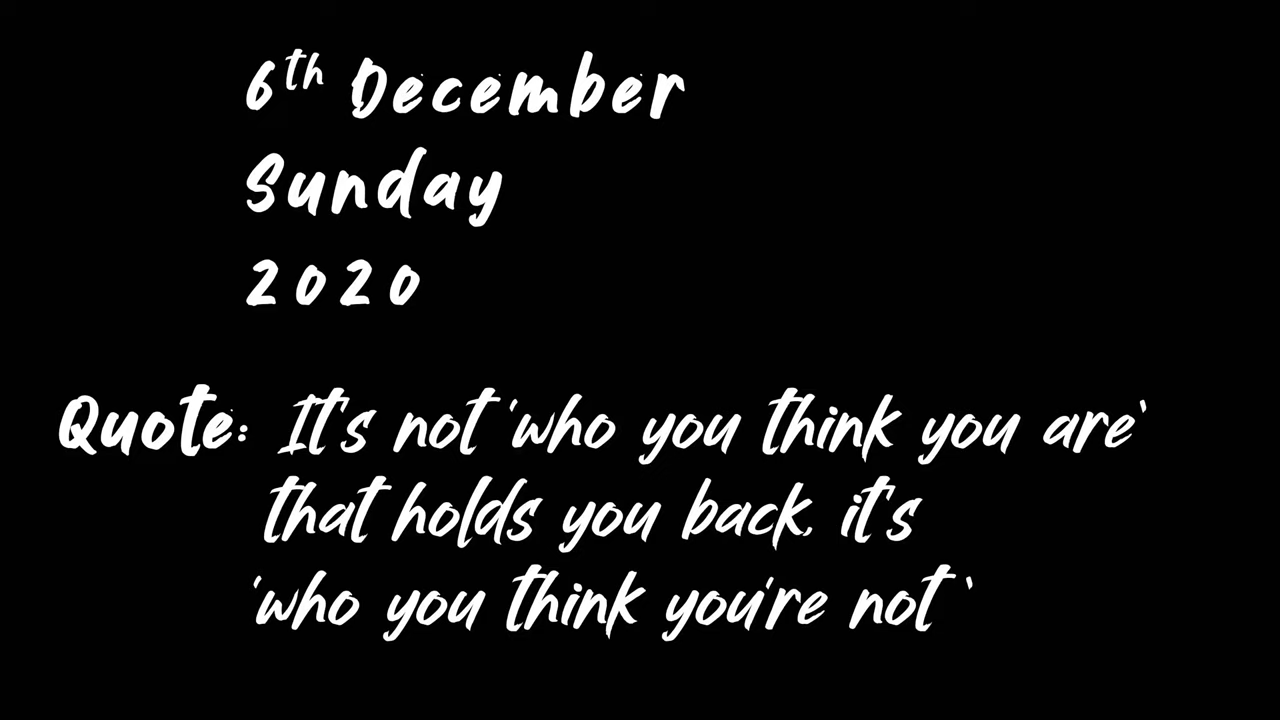 6th December
Sunday
2020
Quote: It's not 'who you think you are'
that holds you back, it's
'who you think you're not '